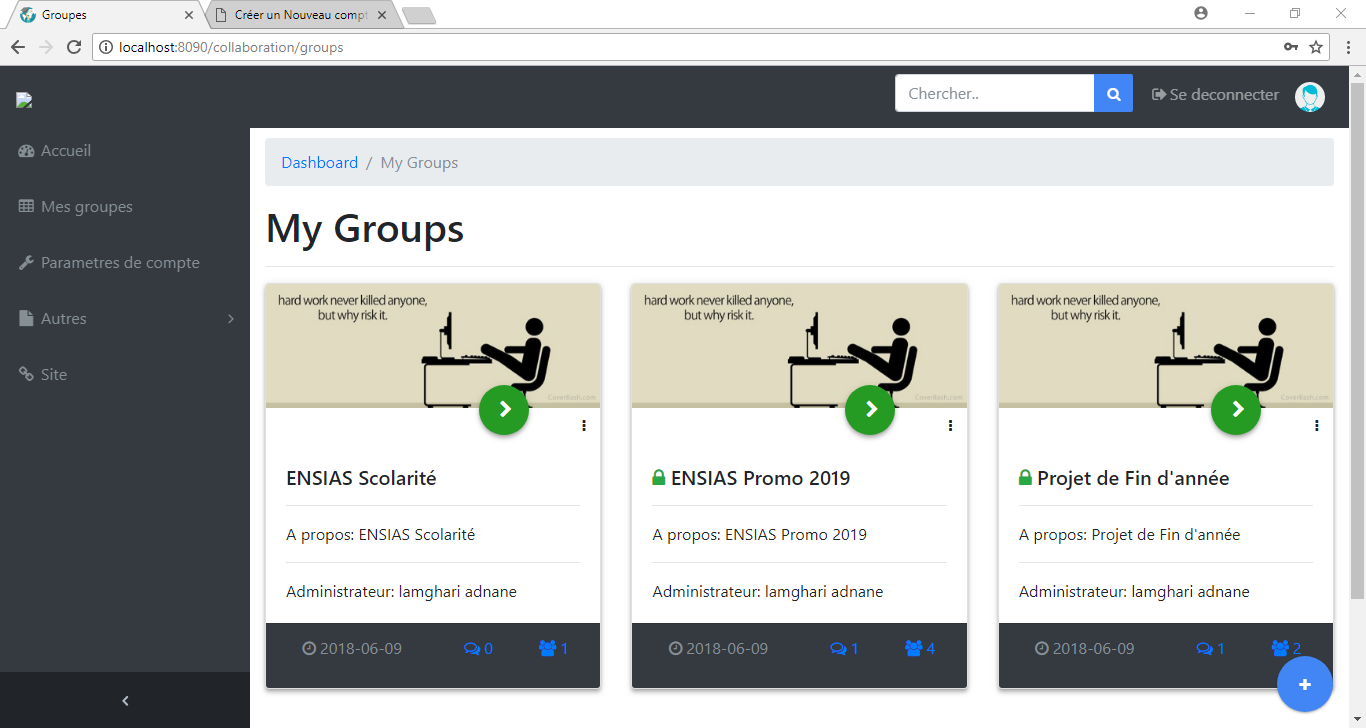 Groupes
Créer un Nouveau compt
localhost:8090/collaboration/groups
Chercher..
Se deconnecter
Accueil
Mes groupes
Parametres de compte
Autres
Site
Dashboard / My Groups
My Groups
hard work never killed anyone,
but why risk it.
CoverBash.com
ENSIAS Scolarité
A propos: ENSIAS Scolarité
Administrateur: lamghari adnane
2018-06-09 0 1
hard work never killed anyone,
but why risk it.
CoverBash.com
ENSIAS Promo 2019
A propos: ENSIAS Promo 2019
Administrateur: lamghari adnane
2018-06-09 1 4
hard work never killed anyone,
but why risk it.
CoverBash.com
Projet de Fin d'année
A propos: Projet de Fin d'année
Administrateur: lamghari adnane
2018-06-09 1 2